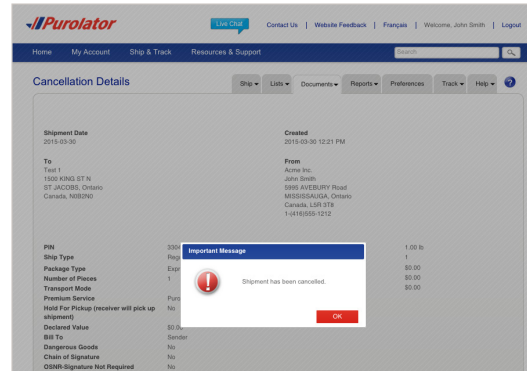 Purolator
Live Chat
Contact Us | Website Feedback | Français | Welcome, John Smith | Logout
Home My Account Ship & Track Resources & Support
Search
Cancellation Details
Ship Lists Documents Reports Preferences Track Help ?
Shipment Date
2015-03-30
Created
2015-03-30 12:21 PM
To
Test 1
1500 KING ST N
ST JACOBS, Ontario
Canada, N0B2N0
From
Acme Inc.
John Smith
5995 AVEBURY Road
MISSISSAUGA, Ontario
Canada, L5R 3T8
1-(416)555-1212
PIN
1.00 lb
Ship Type
1
Package Type
$0.00
Number of Pieces 1
$0.00
Transport Mode
$0.00
Premium Service
Hold For Pickup (receiver will pick up shipment) No
Declared Value $0.00
Bill To Sender
Dangerous Goods No
Chain of Signature No
OSNR-Signature Not Required No
Important Message
Shipment has been cancelled.
OK